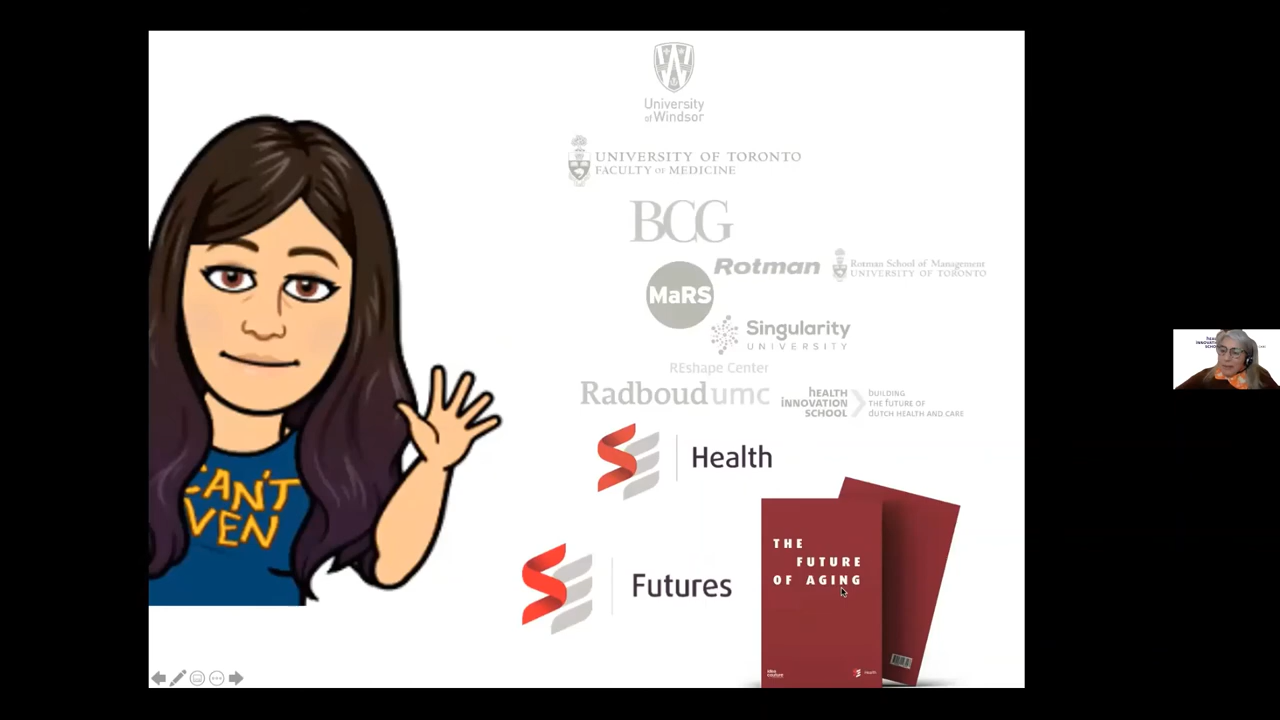 University
of Windsor
UNIVERSITY OF TORONTO
FACULTY OF MEDICINE
BCG
Rotman
Rotman School of Management
UNIVERSITY OF TORONTO
MaRS
Singularity
UNIVERSITY
REshape Center
Radboudumc
hEALTH
INNOVATION
SCHOOL
BUILDING
THE FUTURE OF
DUTCH HEALTH AND CARE
Health
CAN'T
VEN
THE
FUTURE
OF AGING
Futures
Health